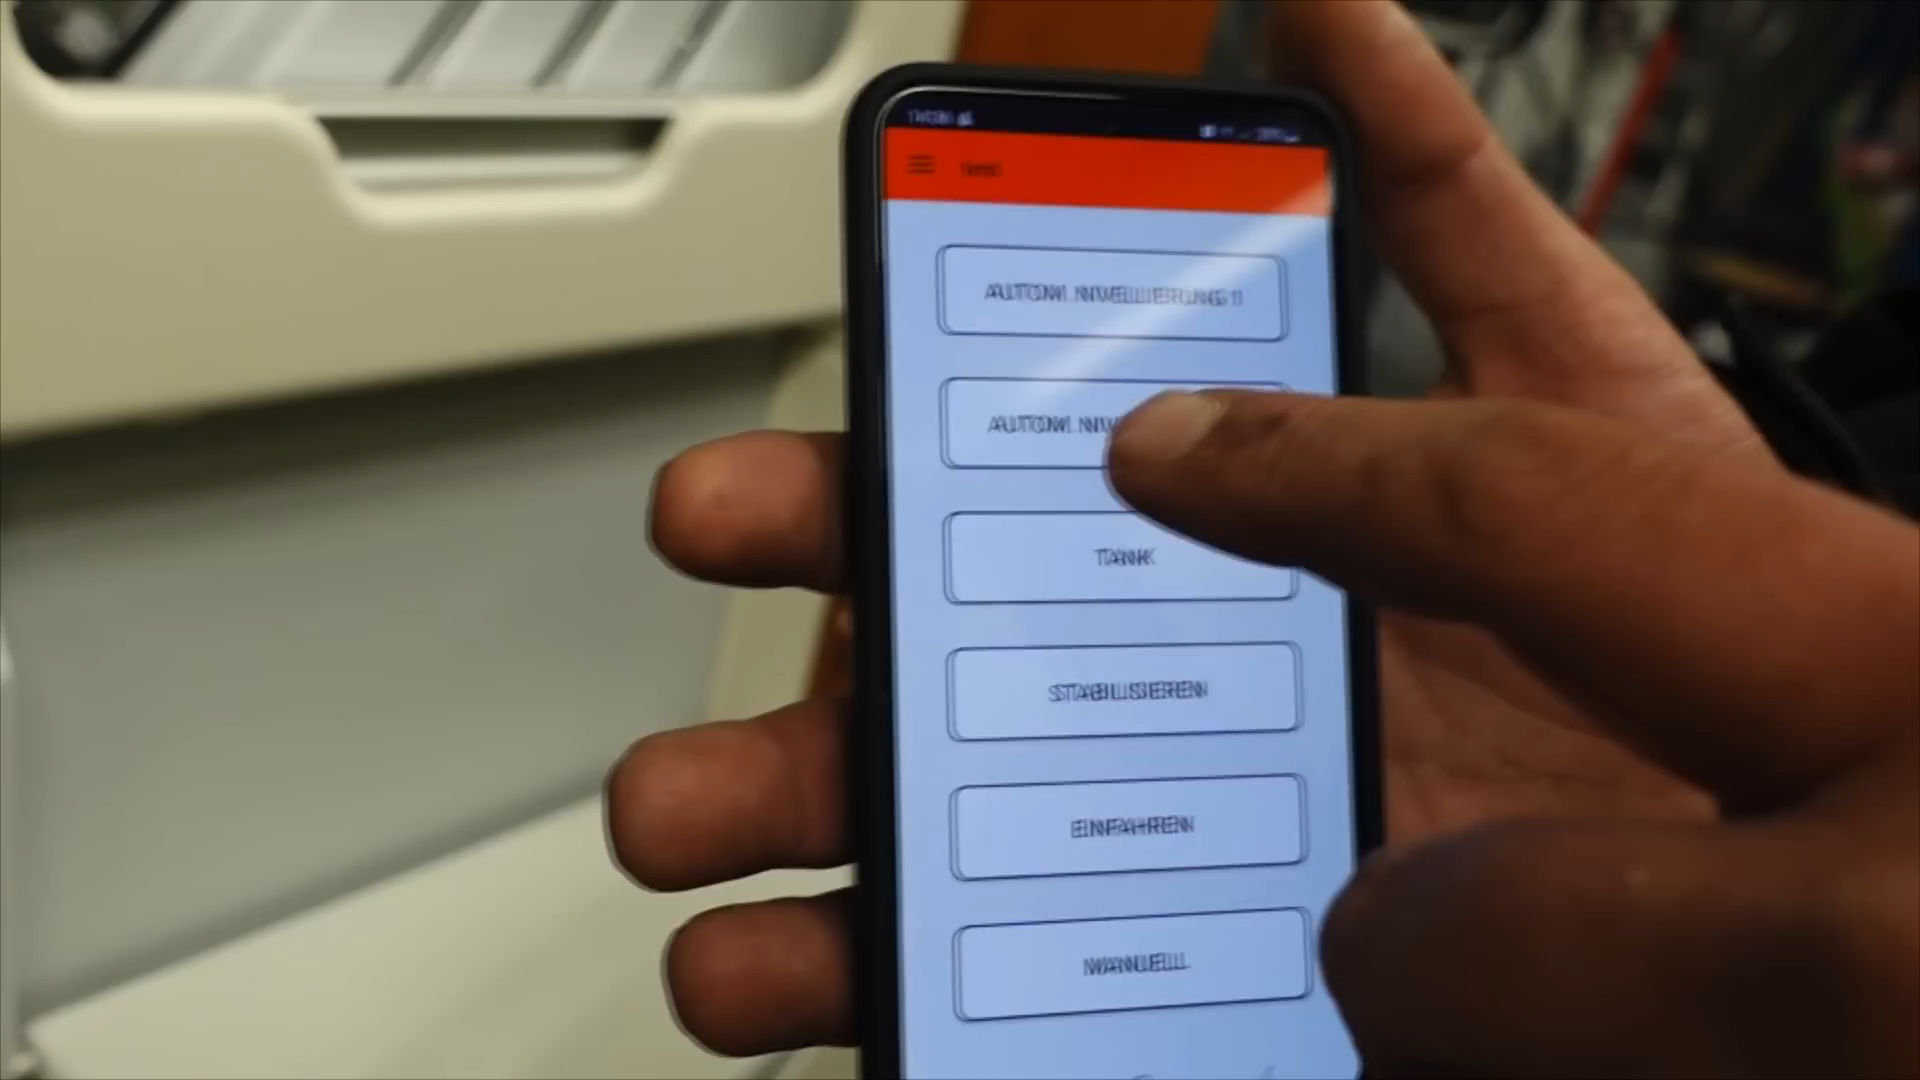 AUTOM. NIVELLIERUNG 1
AUTOM. NIV
TANK
STABILISIEREN
EINFAHREN
MANUELL